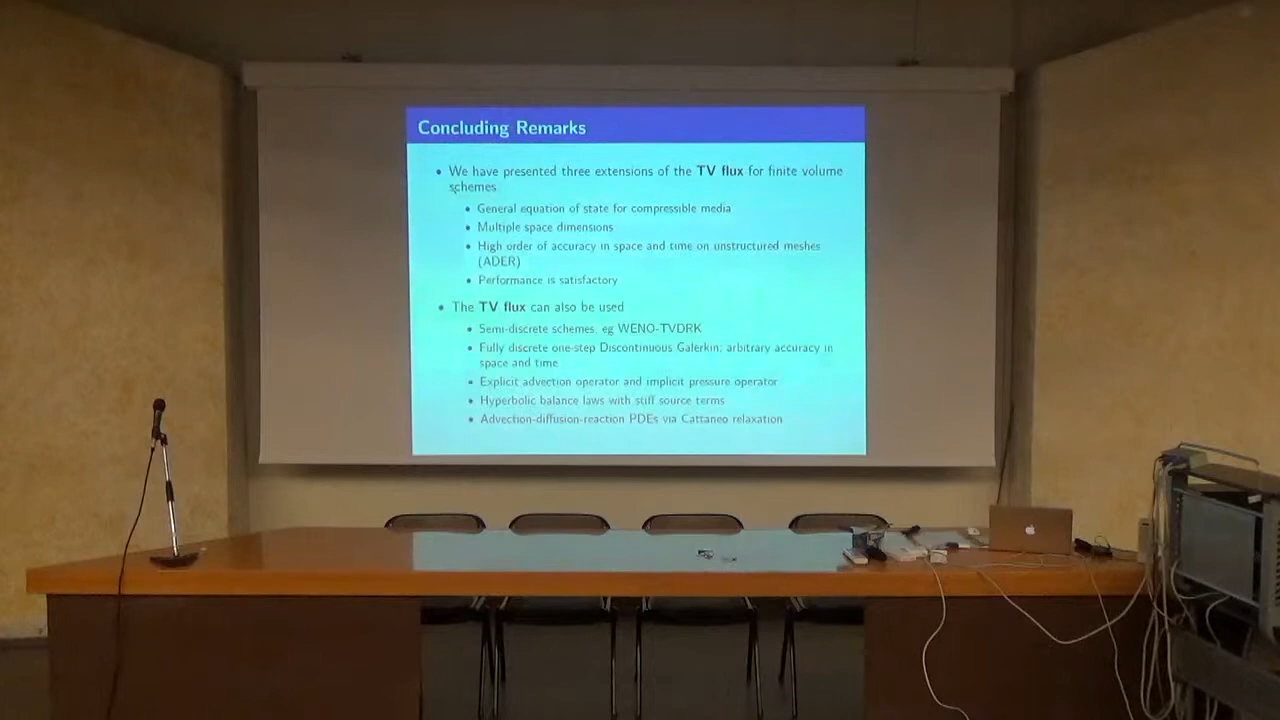 Concluding Remarks
We have presented three extensions of the TV flux for finite volume
schemes
General equation of state for compressible media
Multiple space dimensions
High order of accuracy in space and time on unstructured meshes
(ADER)
Performance is satisfactory
The TV flux can also be used
Semi-discrete schemes, eg WENO-TVDRK
Fully discrete one-step Discontinuous Galerkin; arbitrary accuracy in
space and time
Explicit advection operator and implicit pressure operator
Hyperbolic balance laws with stiff source terms
Advection-diffusion-reaction PDEs via Cattaneo relaxation